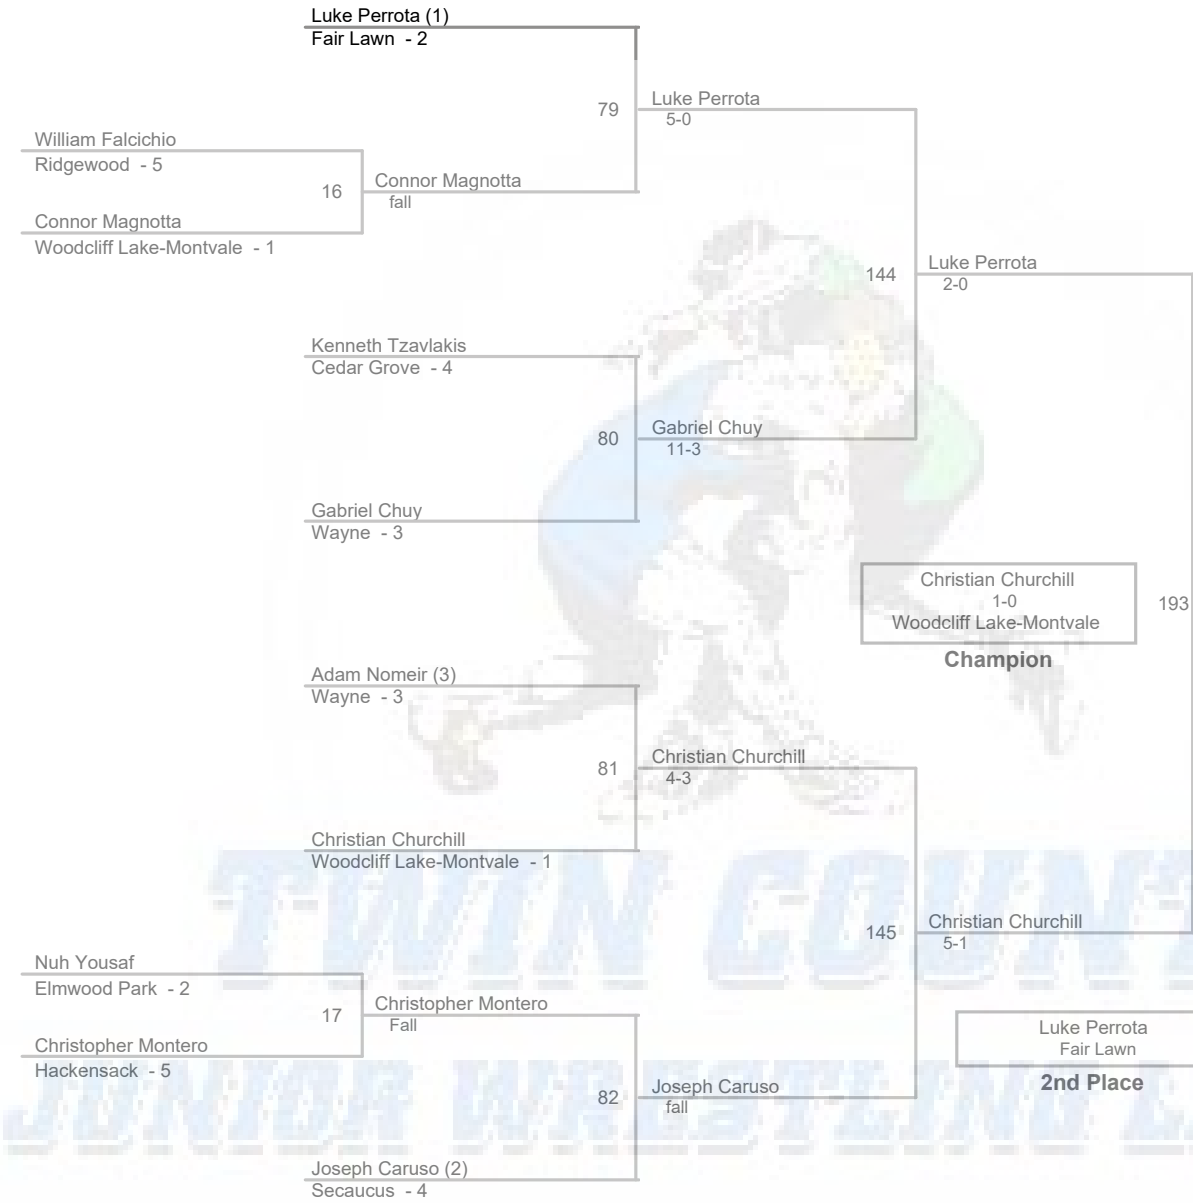 Luke Perrota (1)
Fair Lawn - 2
79
Luke Perrota
5-0
William Falcichio
Ridgewood - 5
16
Connor Magnotta
fall
Connor Magnotta
Woodcliff Lake-Montvale - 1
144
Luke Perrota
2-0
Kenneth Tzavlakis
Cedar Grove - 4
80
Gabriel Chuy
11-3
Gabriel Chuy
Wayne - 3
Christian Churchill
1-0
Woodcliff Lake-Montvale
193
Champion
Adam Nomeir (3)
Wayne - 3
81
Christian Churchill
4-3
Christian Churchill
Woodcliff Lake-Montvale - 1
TWIN COUNT
145
Christian Churchill
5-1
Nuh Yousaf
Elmwood Park - 2
17
Christopher Montero
Fall
Christopher Montero
Hackensack - 5
Luke Perrota
Fair Lawn
2nd Place
JUNIOR WRESTLING
82
Joseph Caruso
fall
Joseph Caruso (2)
Secaucus - 4